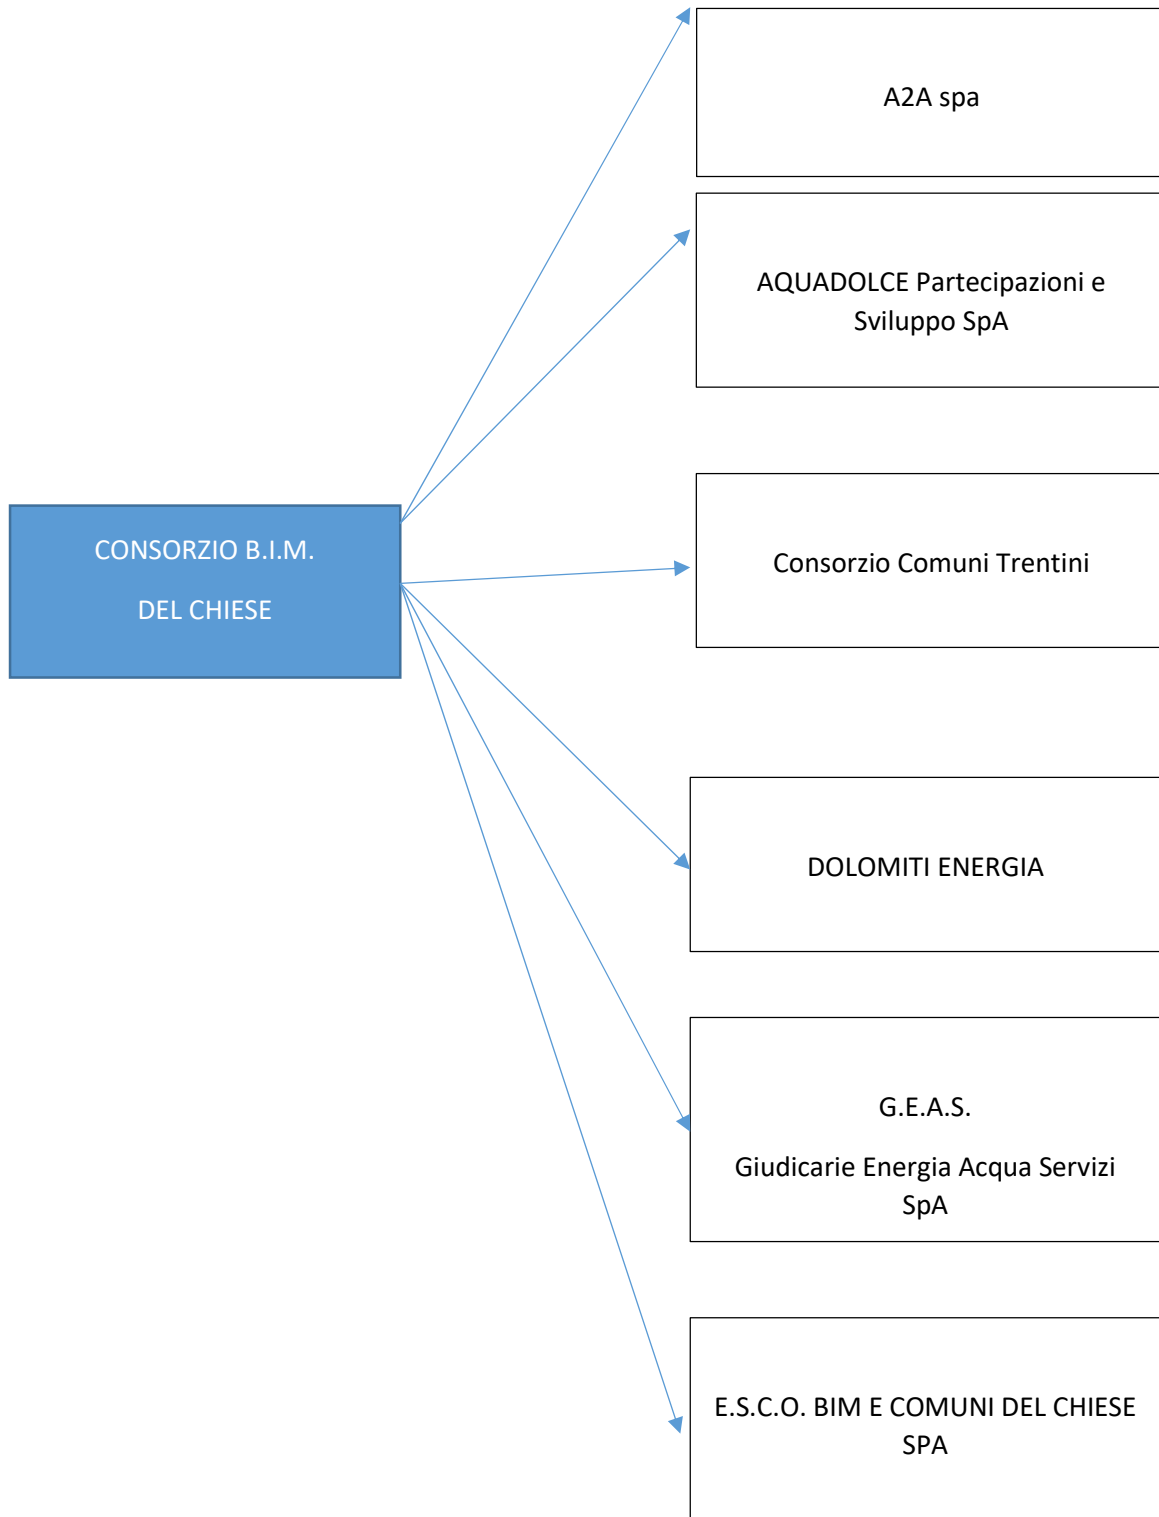 A2A spa
AQUADOLCE Partecipazioni e
Sviluppo SpA
CONSORZIO B.I.M.
DEL CHIESE
Consorzio Comuni Trentini
DOLOMITI ENERGIA
G.E.A.S.
Giudicarie Energia Acqua Servizi
SpA
E.S.C.O. BIM E COMUNI DEL CHIESE
SPA